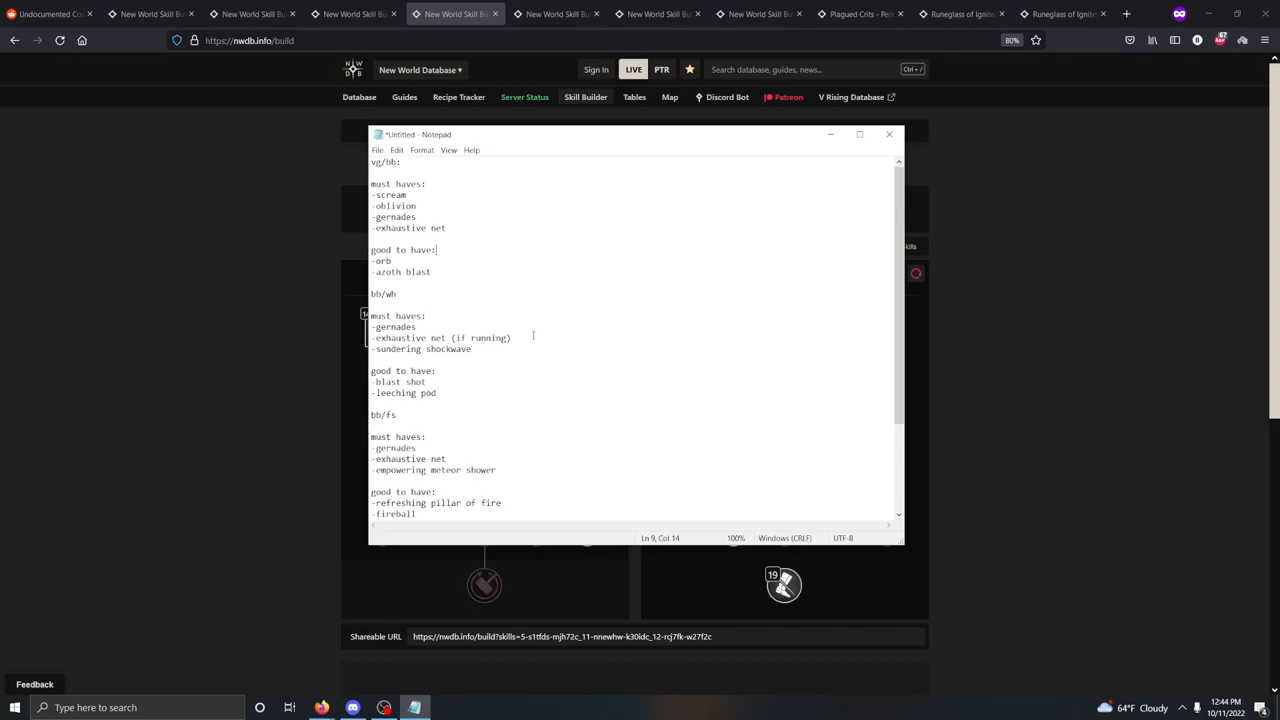 Undocumented Co
New World Skill Bu
New World Skill Bui
New World Skill Bui
New World Skill Bu
New World Skill Bu
New World Skill Bui
New World Skill Bui
Plagued Crits - Per
Runeglass of Ignite
Runeglass of Ignite
https://nwdb.info/build
80%
New World Database
Sign In
LIVE
PTR
Search database, guides, news...
Ctrl + /
Database
Guides
Recipe Tracker
Server Status
Skill Builder
Tables
Map
Discord Bot
Patreon
V Rising Database
*Untitled - Notepad
File Edit Format View Help
vg/bb:
must haves:
-scream
-oblivion
-gernades
-exhaustive net
good to have:
-orb
-azoth blast
bb/wh
must haves:
-gernades
-exhaustive net (if running)
-sundering shockwave
good to have:
-blast shot
-leeching pod
bb/fs
must haves:
-gernades
-exhaustive net
-empowering meteor shower
good to have:
-refreshing pillar of fire
-fireball
Ln 9, Col 14
100%
Windows (CRLF)
UTF-8
19
Shareable URL
https://nwdb.info/build?skills=5-s1tfds-mjh72c_11-nnewhw-k30idc_12-rcj7fk-w27f2c
Feedback
Type here to search
64°F Cloudy
12:44 PM
10/11/2022
4